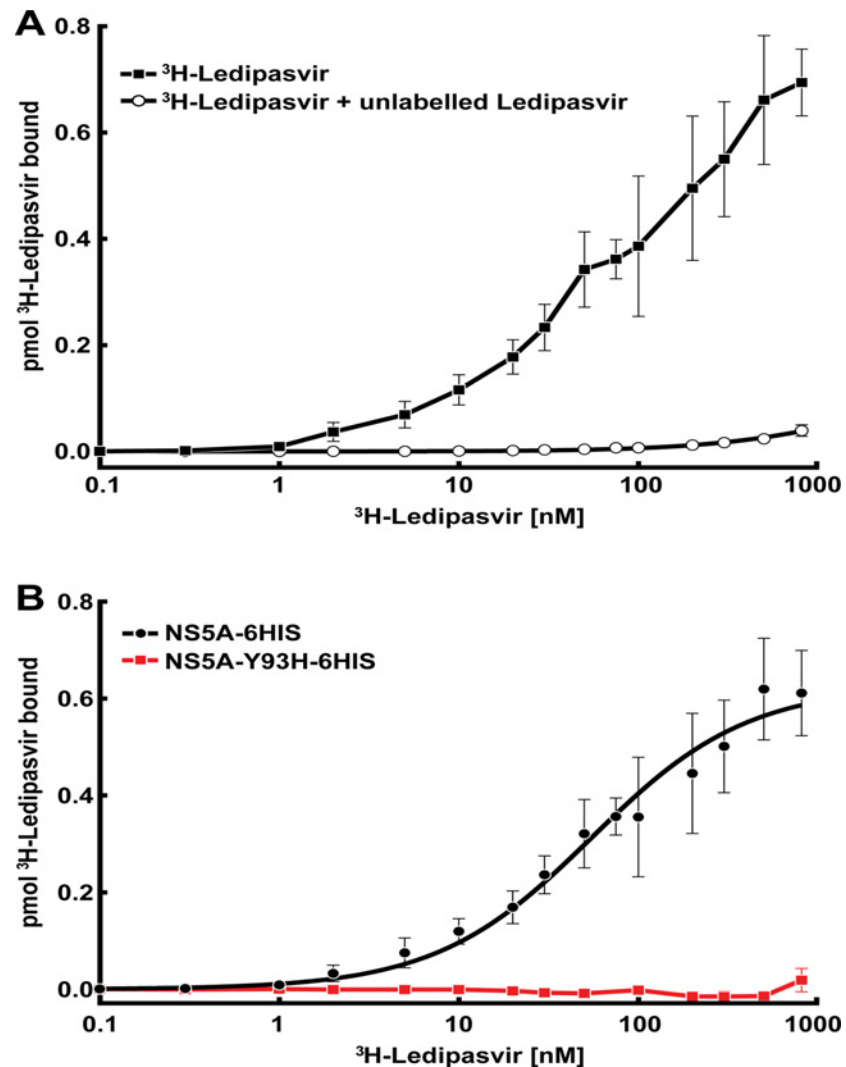 A
0.8
0.6
0.4
0.2
0.0
pmol ³H-Ledipasvir bound
³H-Ledipasvir
³H-Ledipasvir + unlabelled Ledipasvir
0.1 1 10 100 1000
³H-Ledipasvir [nM]
B
0.8
0.6
0.4
0.2
0.0
pmol ³H-Ledipasvir bound
NS5A-6HIS
NS5A-Y93H-6HIS
0.1 1 10 100 1000
³H-Ledipasvir [nM]